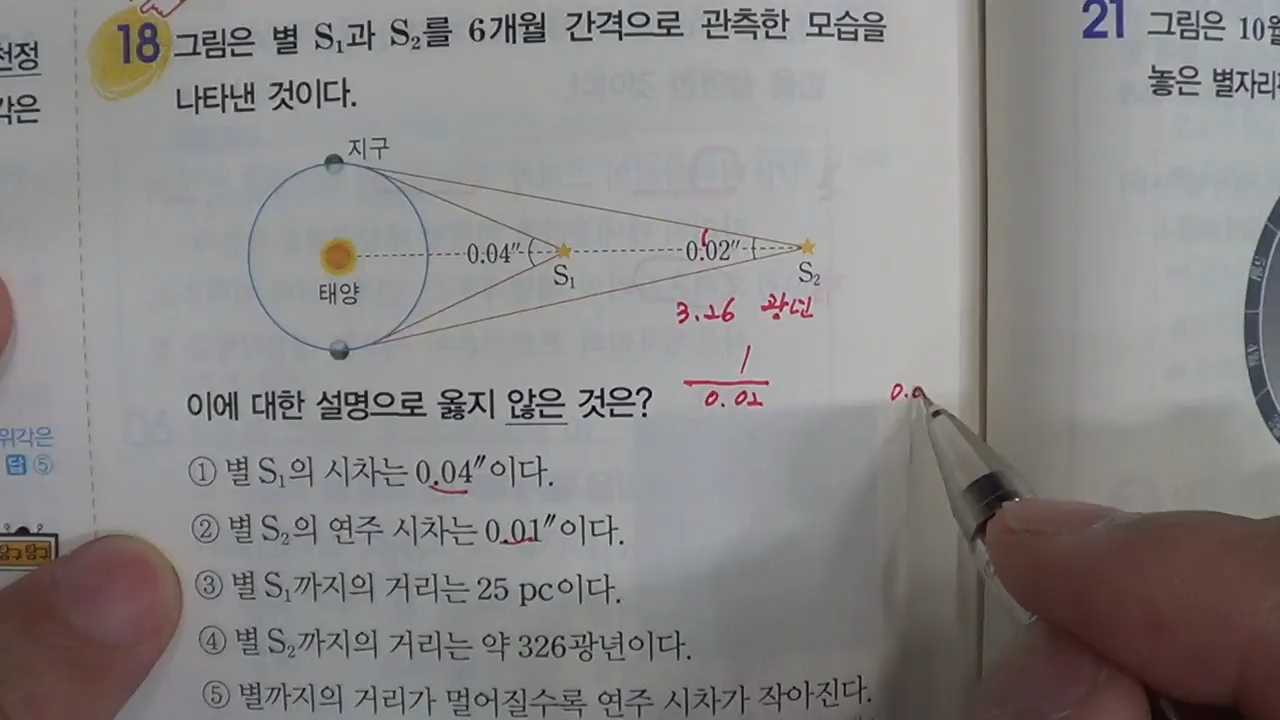 천정
각은
위각은
답 ⑤
탐구 탐구
18 그림은 별 S₁과 S₂를 6개월 간격으로 관측한 모습을
나타낸 것이다.
지구
0.04″
0.02″
S₁
S₂
태양
3.26 광년
1
0.02
0.0
이에 대한 설명으로 옳지 않은 것은?
① 별 S₁의 시차는 0.04″이다.
② 별 S₂의 연주 시차는 0.01″이다.
③ 별 S₁까지의 거리는 25 pc이다.
④ 별 S₂까지의 거리는 약 326광년이다.
⑤ 별까지의 거리가 멀어질수록 연주 시차가 작아진다.
21 그림은 10월
놓은 별자리